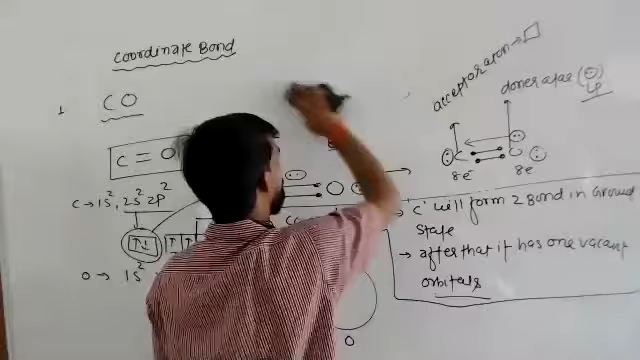 Coordinate Bond
1 CO
C = O
C → 1S², 2S² 2P²
↑↓ ↑ ↑
O → 1S²
O
acceptor atom →
doner
LP
8e⁻ 8e
C' will form 2 Bond in Ground
State
→ after that it has one vacant
orbitals